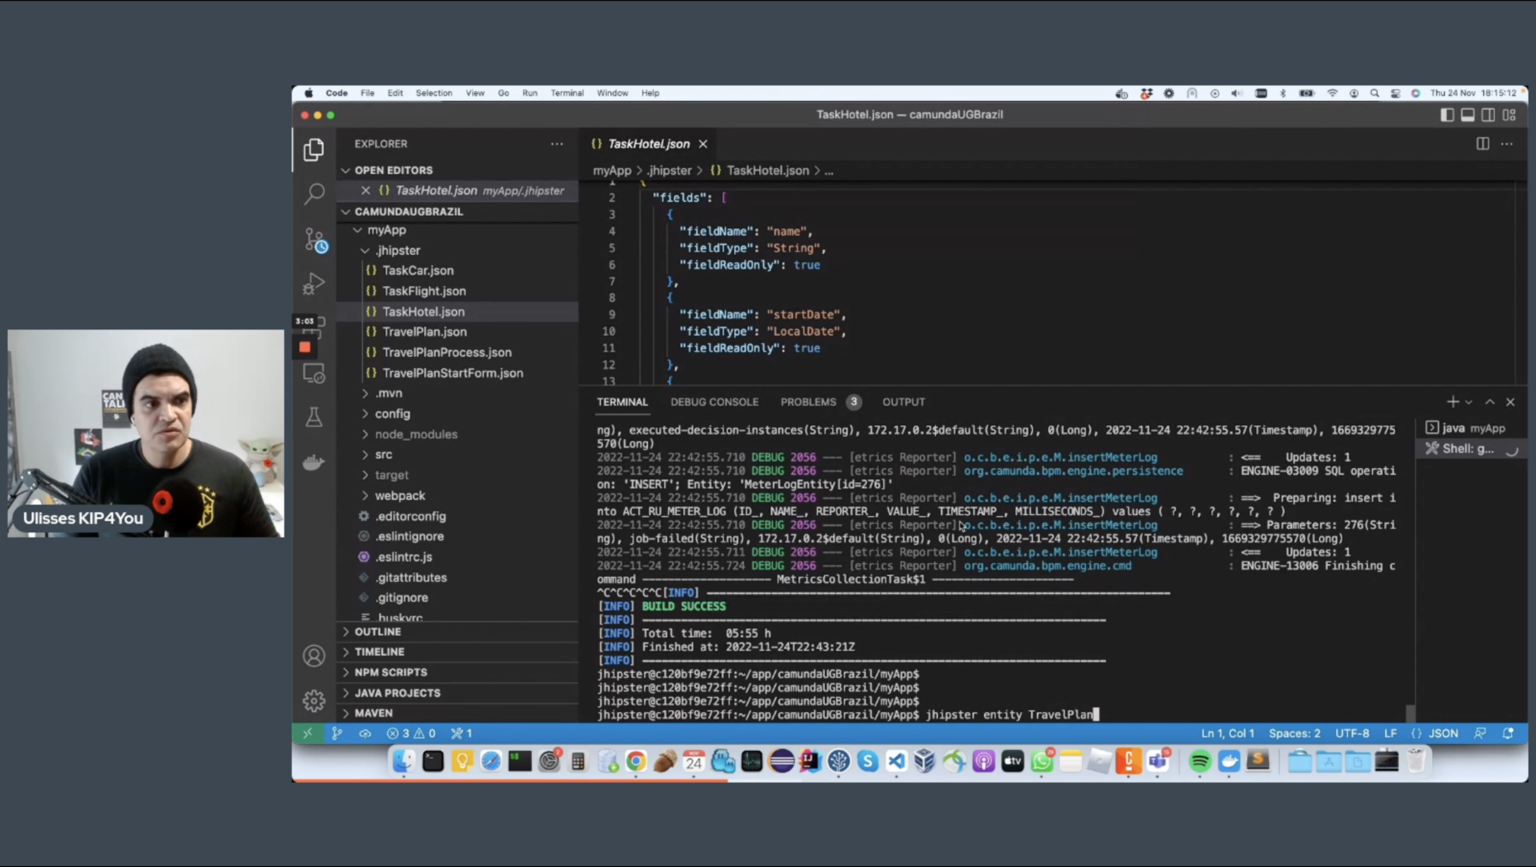 Code File Edit Selection View Go Run Terminal Window Help
Thu 24 Nov 18:15:12
TaskHotel.json — camundaUGBrazil
EXPLORER
OPEN EDITORS
TaskHotel.json myApp/.jhipster
CAMUNDAUGBRAZIL
myApp
.jhipster
TaskCar.json
TaskFlight.json
TaskHotel.json
TravelPlan.json
TravelPlanProcess.json
TravelPlanStartForm.json
.mvn
config
node_modules
src
target
webpack
.editorconfig
.eslintignore
.eslintrc.js
.gitattributes
.gitignore
.huskyrc
OUTLINE
TIMELINE
NPM SCRIPTS
JAVA PROJECTS
MAVEN
3:03
TaskHotel.json
myApp > .jhipster > {} TaskHotel.json > ...
1 {
2 "fields": [
3 {
4 "fieldName": "name",
5 "fieldType": "String",
6 "fieldReadOnly": true
7 },
8 {
9 "fieldName": "startDate",
10 "fieldType": "LocalDate",
11 "fieldReadOnly": true
12 },
13 {
TERMINAL DEBUG CONSOLE PROBLEMS 3 OUTPUT
java myApp
Shell: g...
ng), executed-decision-instances(String), 172.17.0.2$default(String), 0(Long), 2022-11-24 22:42:55.57(Timestamp), 1669329775
570(Long)
2022-11-24 22:42:55.710 DEBUG 2056 --- [etrics Reporter] o.c.b.e.i.p.e.M.insertMeterLog : <== Updates: 1
2022-11-24 22:42:55.710 DEBUG 2056 --- [etrics Reporter] org.camunda.bpm.engine.persistence : ENGINE-03009 SQL operati
on: 'INSERT'; Entity: 'MeterLogEntity[id=276]'
2022-11-24 22:42:55.710 DEBUG 2056 --- [etrics Reporter] o.c.b.e.i.p.e.M.insertMeterLog : ==> Preparing: insert i
nto ACT_RU_METER_LOG (ID_, NAME_, REPORTER_, VALUE_, TIMESTAMP_, MILLISECONDS_) values ( ?, ?, ?, ?, ?, ? )
2022-11-24 22:42:55.710 DEBUG 2056 --- [etrics Reporter] o.c.b.e.i.p.e.M.insertMeterLog : ==> Parameters: 276(Stri
ng), job-failed(String), 172.17.0.2$default(String), 0(Long), 2022-11-24 22:42:55.57(Timestamp), 1669329775570(Long)
2022-11-24 22:42:55.711 DEBUG 2056 --- [etrics Reporter] o.c.b.e.i.p.e.M.insertMeterLog : <== Updates: 1
2022-11-24 22:42:55.724 DEBUG 2056 --- [etrics Reporter] org.camunda.bpm.engine.cmd : ENGINE-13006 Finishing c
ommand ----------------------- MetricsCollectionTask$1 -----------------------
^C^C^C^C^C[INFO] ------------------------------------------------------------------------
[INFO] BUILD SUCCESS
[INFO] ------------------------------------------------------------------------
[INFO] Total time: 05:55 h
[INFO] Finished at: 2022-11-24T22:43:21Z
[INFO] ------------------------------------------------------------------------
jhipster@c120bf9e72ff:~/app/camundaUGBrazil/myApp$
jhipster@c120bf9e72ff:~/app/camundaUGBrazil/myApp$
jhipster@c120bf9e72ff:~/app/camundaUGBrazil/myApp$
jhipster@c120bf9e72ff:~/app/camundaUGBrazil/myApp$ jhipster entity TravelPlan
3 0 1
Ln 1, Col 1 Spaces: 2 UTF-8 LF {} JSON
NOV
24
tv
Ulisses KIP4You